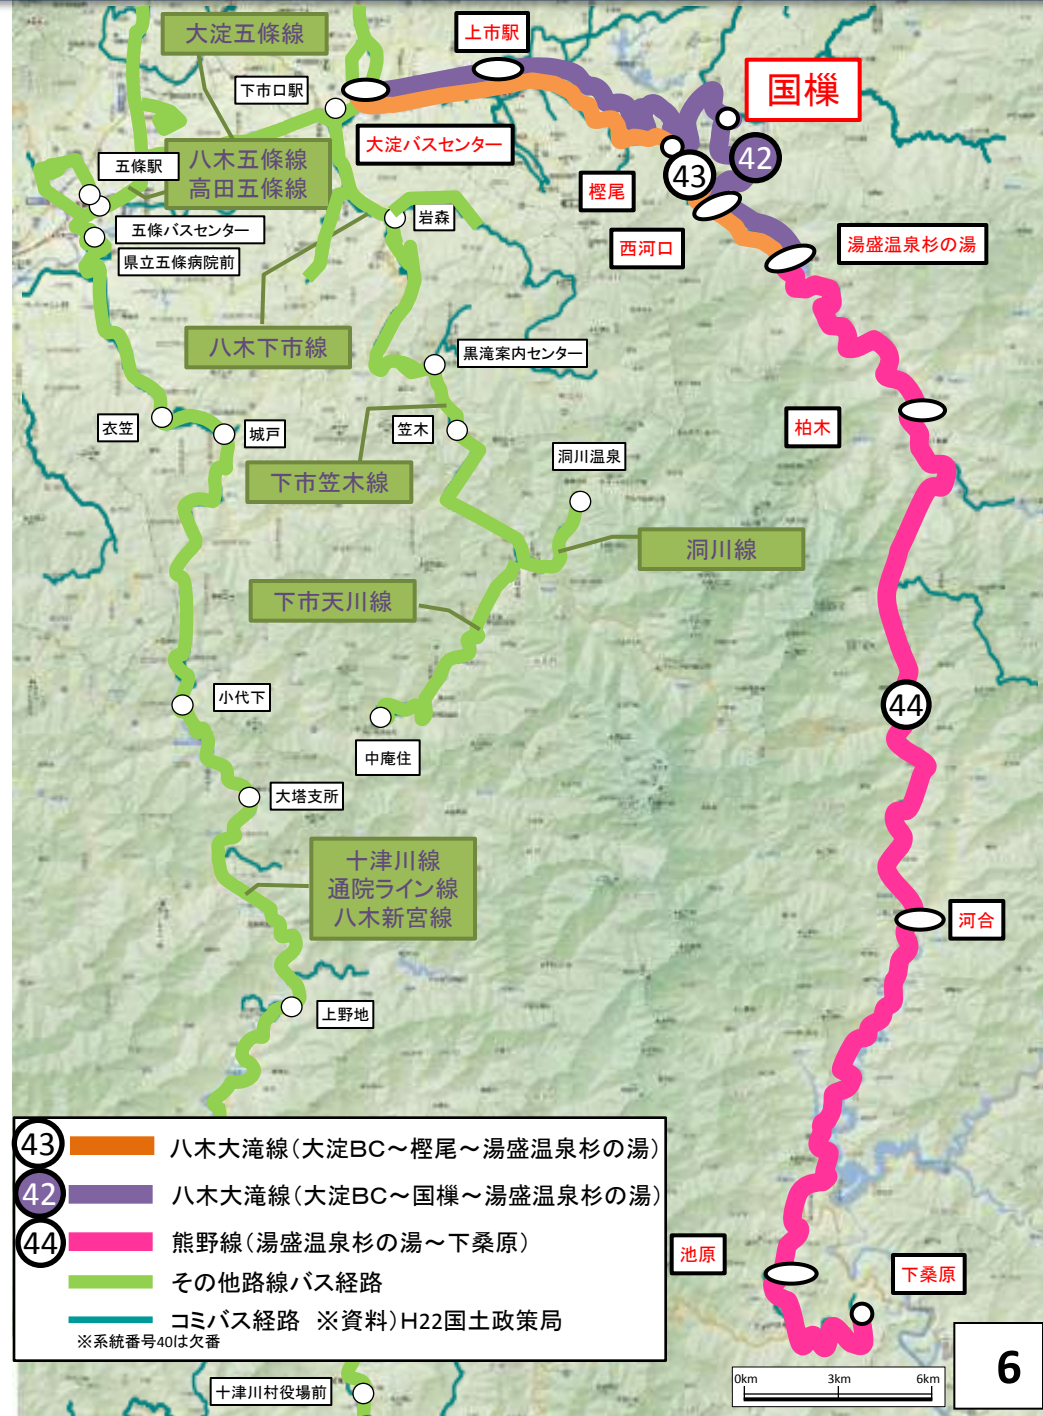 大淀五條線
上市駅
国樔
下市口駅
大淀バスセンター
42
五條駅
八木五條線
高田五條線
43
樫尾
岩森
五條バスセンター
西河口
湯盛温泉杉の湯
県立五條病院前
八木下市線
黒滝案内センター
衣笠
城戸
笠木
柏木
洞川温泉
下市笠木線
洞川線
下市天川線
小代下
44
中庵住
大塔支所
十津川線
通院ライン線
八木新宮線
河合
上野地
43 八木大滝線(大淀BC～樫尾～湯盛温泉杉の湯)
42 八木大滝線(大淀BC～国樔～湯盛温泉杉の湯)
44 熊野線(湯盛温泉杉の湯～下桑原)
その他路線バス経路
コミバス経路 ※資料)H22国土政策局
※系統番号40は欠番
池原
下桑原
0km 3km 6km
6
十津川村役場前